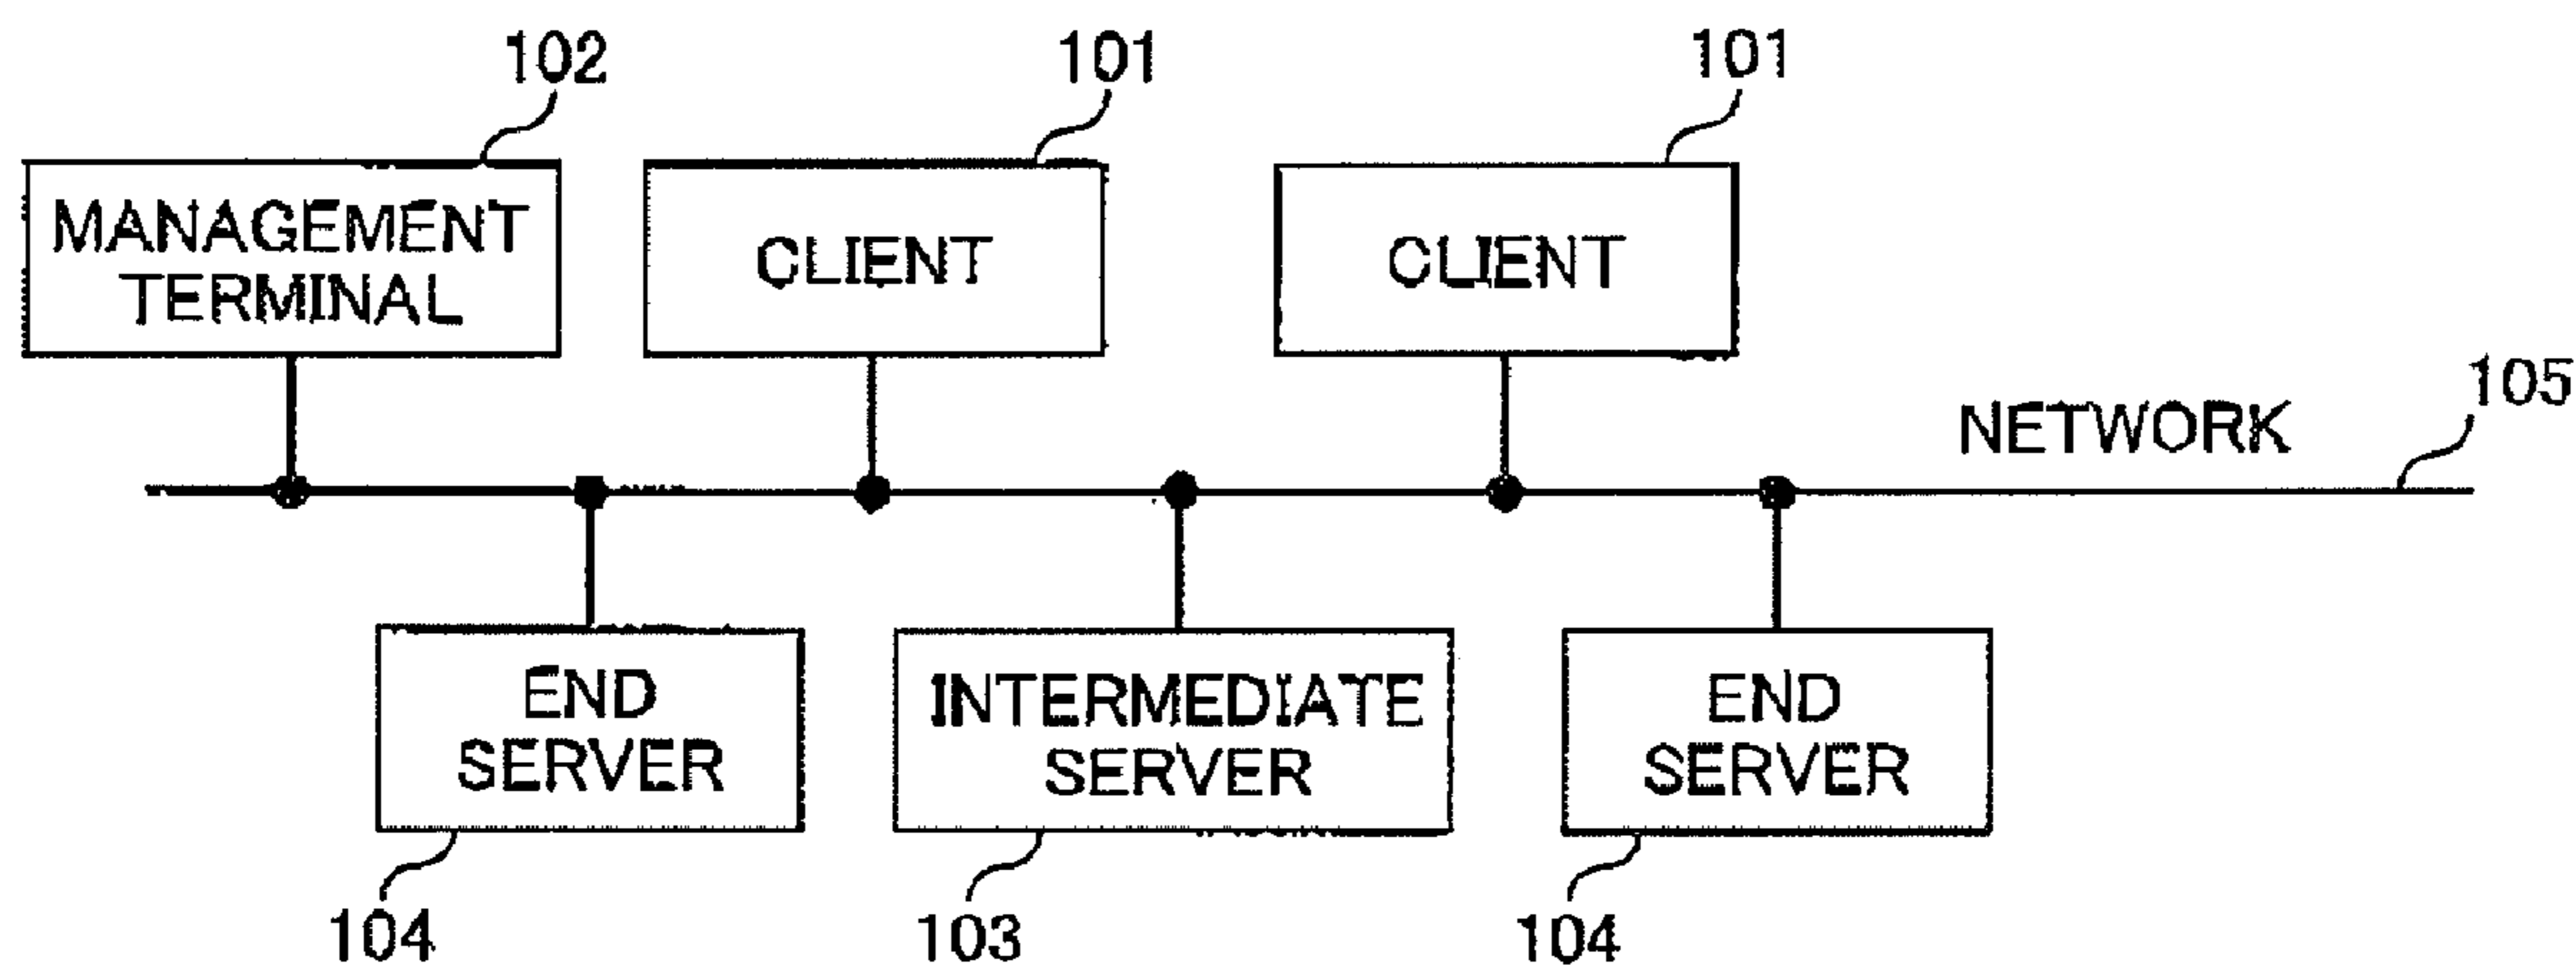 102
101
101
MANAGEMENT
TERMINAL
CLIENT
CLIENT
NETWORK
105
END
SERVER
INTERMEDIATE
SERVER
END
SERVER
104
103
104